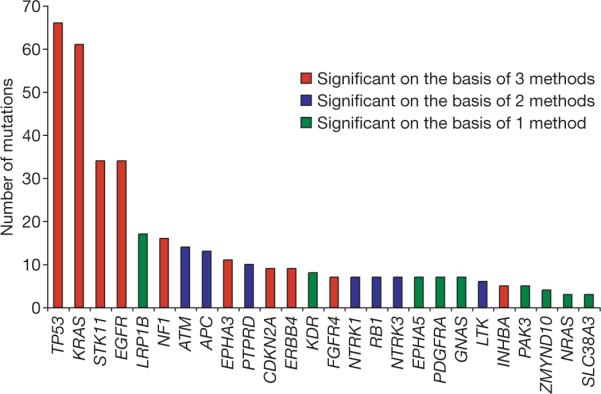 Number of mutations
70
60
50
40
30
20
10
0
Significant on the basis of 3 methods
Significant on the basis of 2 methods
Significant on the basis of 1 method
TP53
KRAS
STK11
EGFR
LRP1B
NF1
ATM
APC
EPHA3
PTPRD
CDKN2A
ERBB4
KDR
FGFR4
NTRK1
RB1
NTRK3
EPHA5
PDGFRA
GNAS
LTK
INHBA
PAK3
ZMYND10
NRAS
SLC38A3